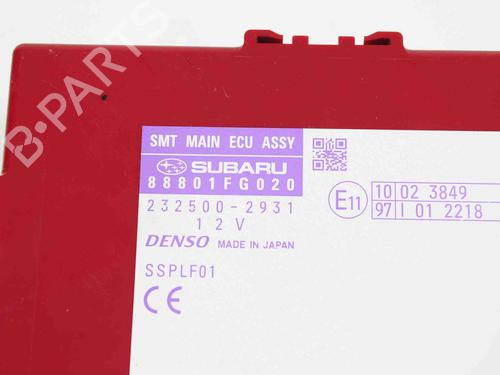 B-PARTS
SMT MAIN ECU ASSY
SUBARU
88801FG020
232500-2931
12V
DENSO MADE IN JAPAN
SSPLF01
CE
E11
10 02 3849
97 I 01 2218